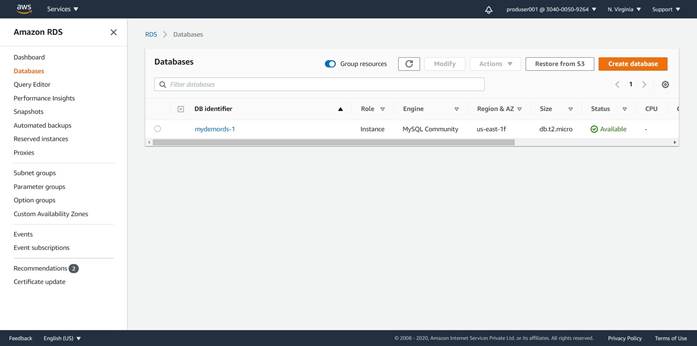 aws Services produser001 @ 3040-0050-9264 N. Virginia Support
Amazon RDS
Dashboard
Databases
Query Editor
Performance Insights
Snapshots
Automated backups
Reserved instances
Proxies
Subnet groups
Parameter groups
Option groups
Custom Availability Zones
Events
Event subscriptions
Recommendations 2
Certificate update
RDS > Databases
Databases Group resources Modify Actions Restore from S3 Create database
Filter databases 1
DB identifier Role Engine Region & AZ Size Status CPU
mydemords-1 Instance MySQL Community us-east-1f db.t2.micro Available -
Feedback English (US) © 2008 - 2020, Amazon Internet Services Private Ltd. or its affiliates. All rights reserved. Privacy Policy Terms of Use